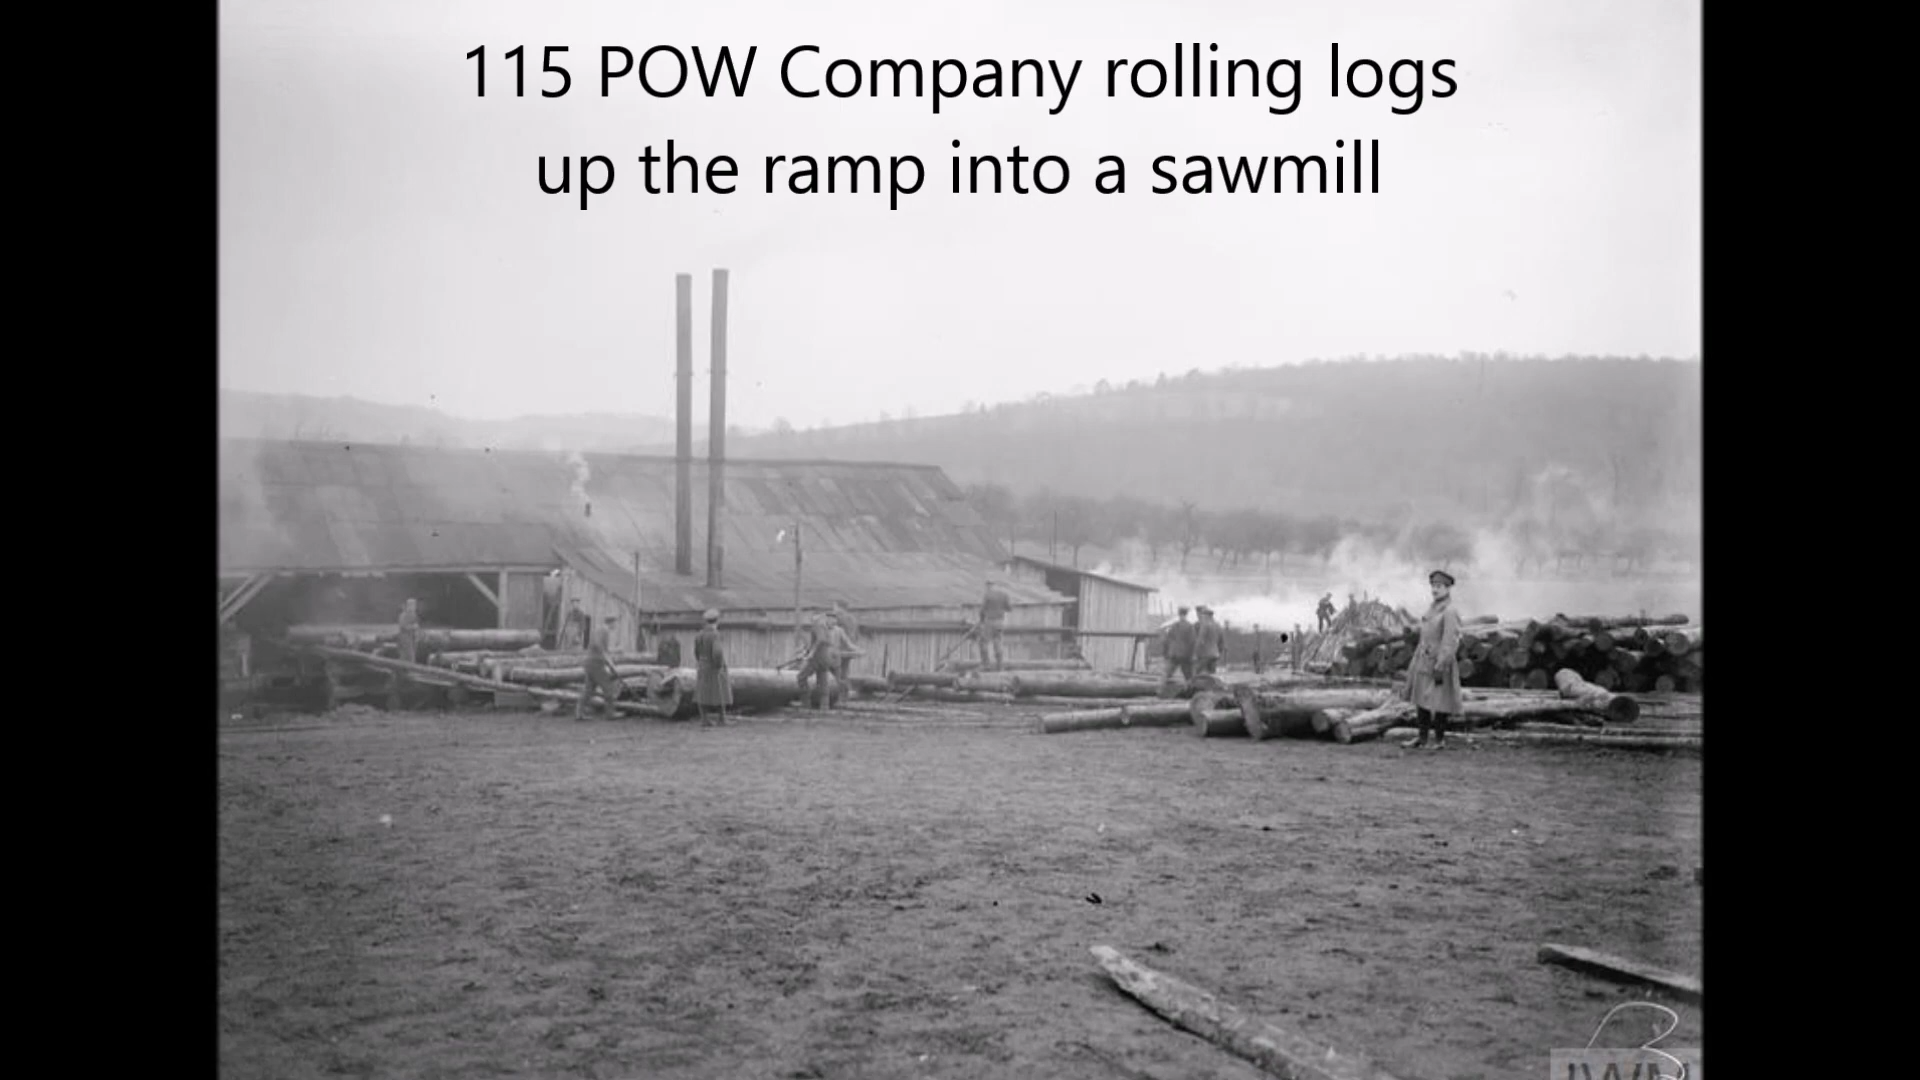 115 POW Company rolling logs
up the ramp into a sawmill